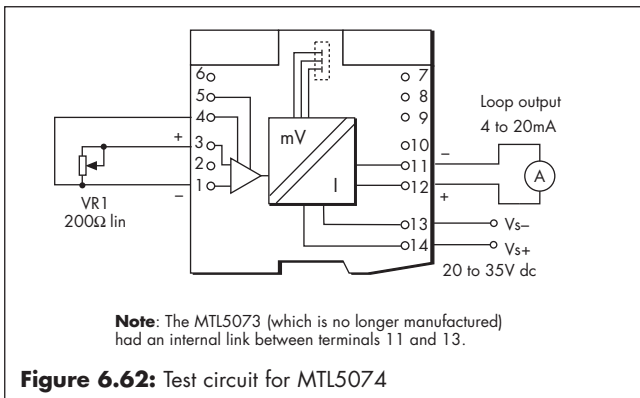 6
5
4
3
2
1
+
–
VR1
200Ω lin
mV
I
7
8
9
10
11
12
13
14
–
+
Loop output
4 to 20mA
A
Vs–
Vs+
20 to 35V dc
Note: The MTL5073 (which is no longer manufactured)
had an internal link between terminals 11 and 13.
Figure 6.62: Test circuit for MTL5074